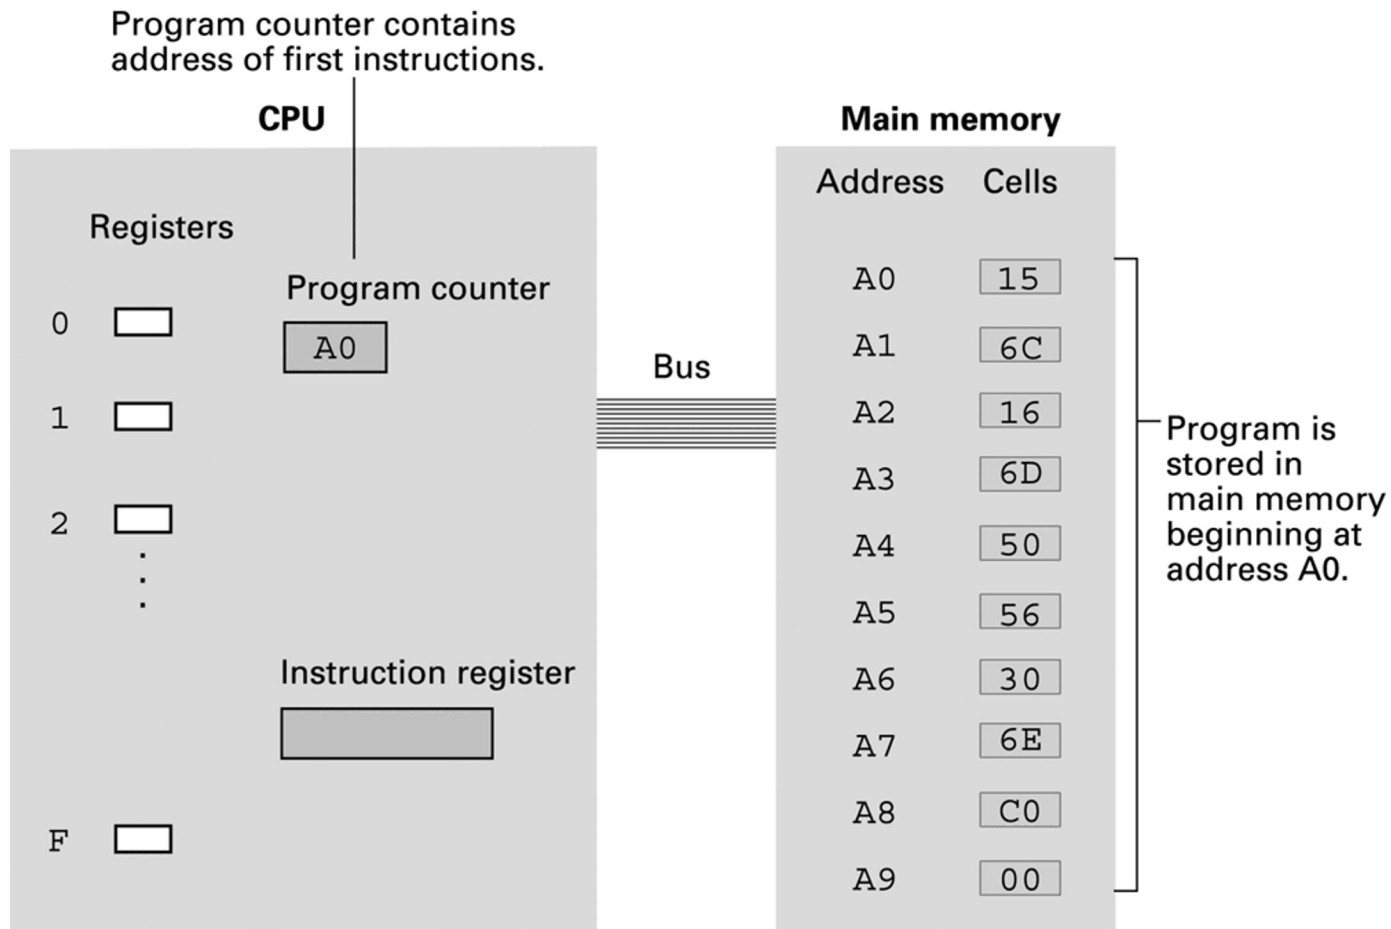 Program counter contains
address of first instructions.
CPU
Registers
0
1
2
F
Program counter
A0
Instruction register
Bus
Main memory
Address Cells
A0 15
A1 6C
A2 16
A3 6D
A4 50
A5 56
A6 30
A7 6E
A8 C0
A9 00
Program is
stored in
main memory
beginning at
address A0.